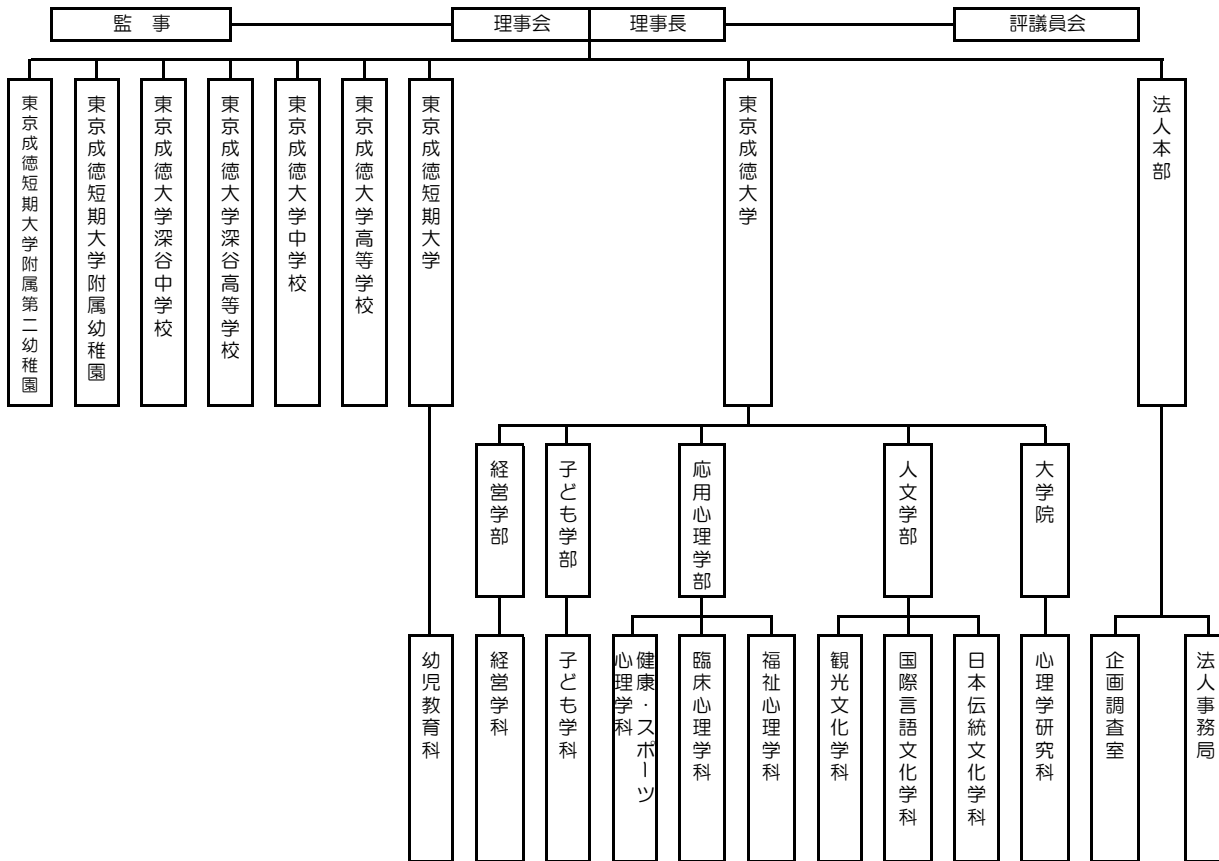 監　事
理事会
理事長
評議員会
東京成徳短期大学附属第二幼稚園
東京成徳短期大学附属幼稚園
東京成徳大学深谷中学校
東京成徳大学深谷高等学校
東京成徳大学中学校
東京成徳大学高等学校
東京成徳短期大学
東京成徳大学
法人本部
経営学部
子ども学部
応用心理学部
人文学部
大学院
幼児教育科
経営学科
子ども学科
健康・スポーツ
心理学科
臨床心理学科
福祉心理学科
観光文化学科
国際言語文化学科
日本伝統文化学科
心理学研究科
企画調査室
法人事務局